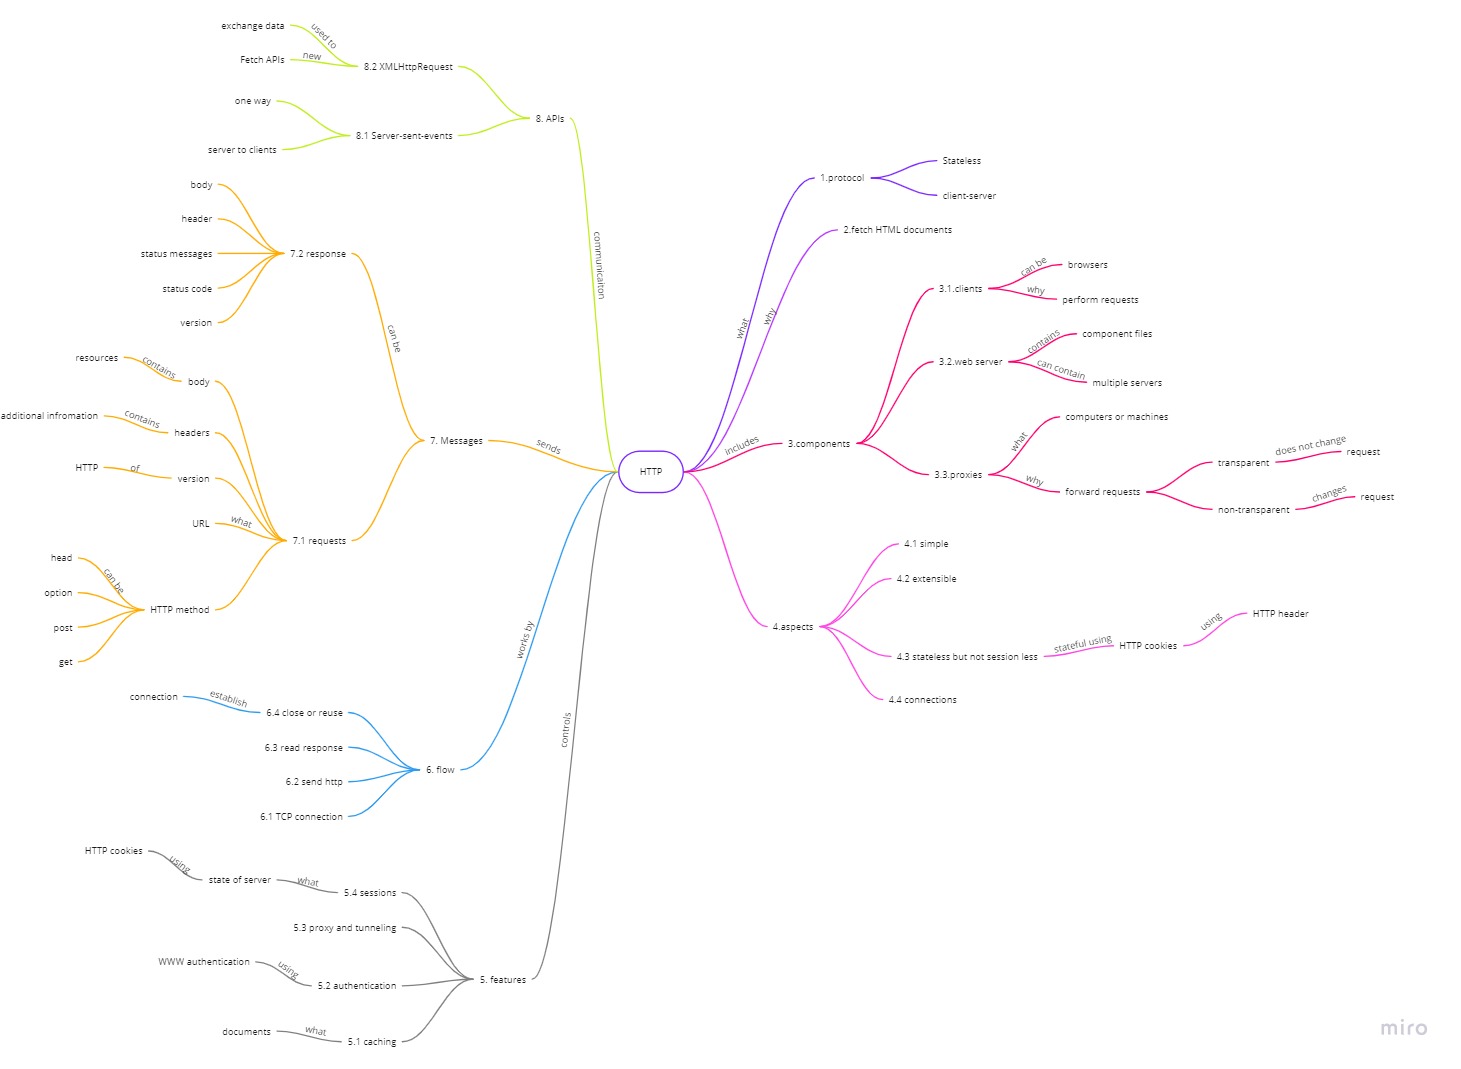 exchange data
used to
Fetch APIs
new
8.2 XMLHttpRequest
one way
8. APIs
8.1 Server-sent-events
server to clients
communicaiton
body
header
status messages
7.2 response
status code
version
can be
resources
contains
body
additional infromation
contains
headers
7. Messages
sends
HTTP
of
version
URL
what
7.1 requests
head
can be
option
HTTP method
post
get
works by
connection
establish
6.4 close or reuse
6.3 read response
6. flow
6.2 send http
6.1 TCP connection
controls
HTTP cookies
using
state of server
what
5.4 sessions
5.3 proxy and tunneling
WWW authentication
using
5.2 authentication
5. features
documents
what
5.1 caching
HTTP
what
1.protocol
Stateless
client-server
why
2.fetch HTML documents
includes
3.components
3.1.clients
can be
browsers
why
perform requests
3.2.web server
contains
component files
can contain
multiple servers
3.3.proxies
what
computers or machines
why
forward requests
transparent
does not change
request
non-transparent
changes
request
4.aspects
4.1 simple
4.2 extensible
4.3 stateless but not session less
stateful using
HTTP cookies
using
HTTP header
4.4 connections
miro